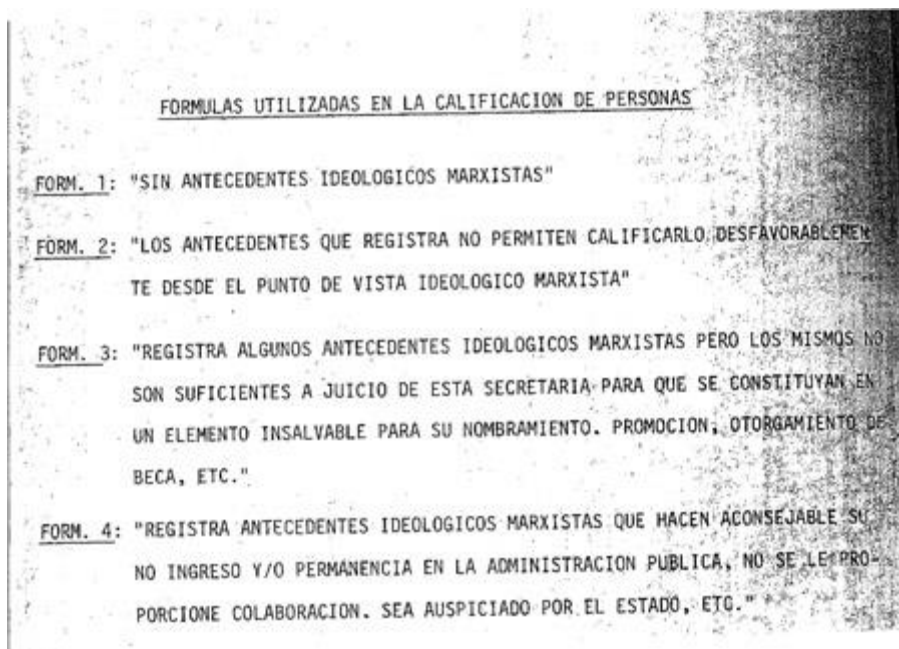 FORMULAS UTILIZADAS EN LA CALIFICACION DE PERSONAS
FORM. 1: "SIN ANTECEDENTES IDEOLOGICOS MARXISTAS"
FORM. 2: "LOS ANTECEDENTES QUE REGISTRA NO PERMITEN CALIFICARLO DESFAVORABLEMEN
TE DESDE EL PUNTO DE VISTA IDEOLOGICO MARXISTA"
FORM. 3: "REGISTRA ALGUNOS ANTECEDENTES IDEOLOGICOS MARXISTAS PERO LOS MISMOS NO
SON SUFICIENTES A JUICIO DE ESTA SECRETARIA PARA QUE SE CONSTITUYAN EN
UN ELEMENTO INSALVABLE PARA SU NOMBRAMIENTO. PROMOCION, OTORGAMIENTO DE
BECA, ETC."
FORM. 4: "REGISTRA ANTECEDENTES IDEOLOGICOS MARXISTAS QUE HACEN ACONSEJABLE SU
NO INGRESO Y/O PERMANENCIA EN LA ADMINISTRACION PUBLICA, NO SE LE PRO-
PORCIONE COLABORACION. SEA AUSPICIADO POR EL ESTADO, ETC."